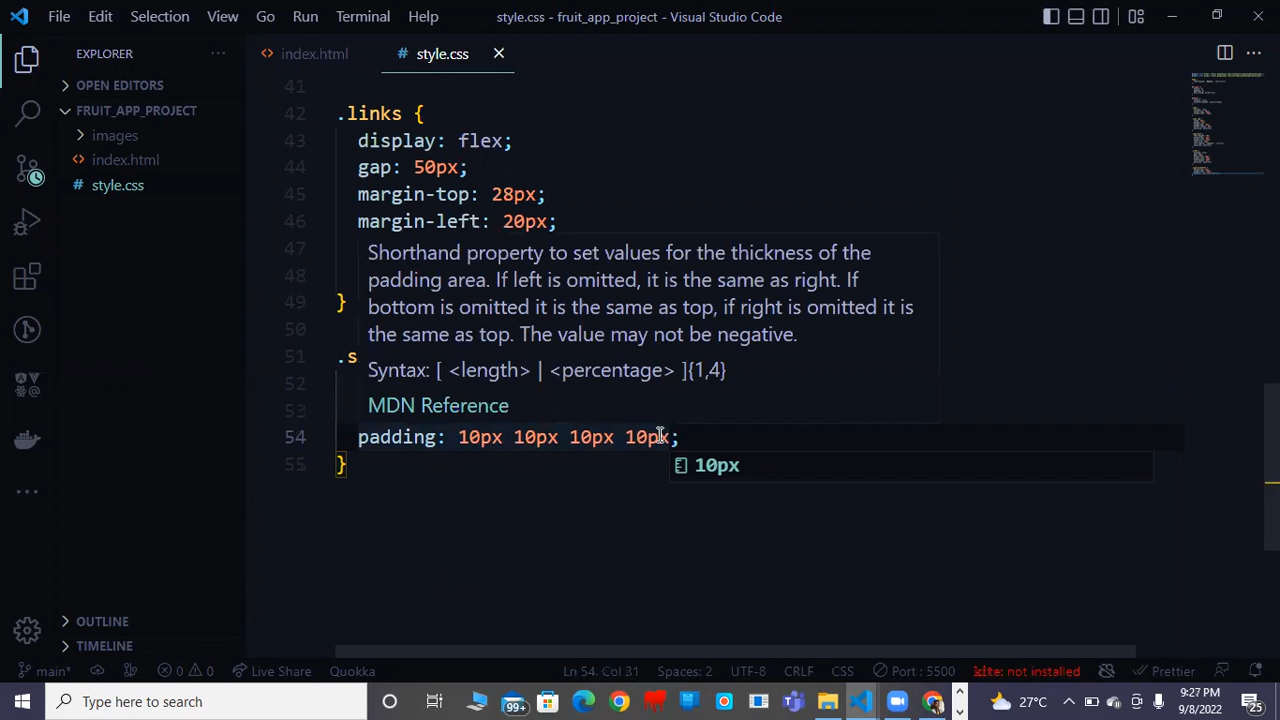 File Edit Selection View Go Run Terminal Help
style.css - fruit_app_project - Visual Studio Code
EXPLORER
index.html
# style.css
OPEN EDITORS
FRUIT_APP_PROJECT
images
index.html
# style.css
41
42 .links {
43 display: flex;
44 gap: 50px;
45 margin-top: 28px;
46 margin-left: 20px;
47
48
49 }
50
51 .s
52
53
54 padding: 10px 10px 10px 10px;
55 }
Shorthand property to set values for the thickness of the
padding area. If left is omitted, it is the same as right. If
bottom is omitted it is the same as top, if right is omitted it is
the same as top. The value may not be negative.
Syntax: [ <length> | <percentage> ]{1,4}
MDN Reference
10px
OUTLINE
TIMELINE
main* 0 0 Live Share Quokka Ln 54, Col 31 Spaces: 2 UTF-8 CRLF CSS Port : 5500 kite: not installed Prettier
Type here to search
99+
27°C
9:27 PM
9/8/2022
25